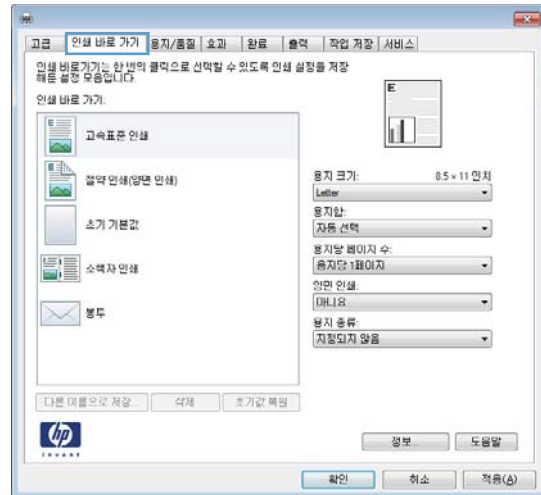 고급 인쇄 바로 가기 용지/품질 효과 완료 출력 작업 저장 서비스
인쇄 바로가기는 한 번의 클릭으로 선택할 수 있도록 인쇄 설정을 저장
해둔 설정 모음입니다.
인쇄 바로 가기:
고속표준 인쇄
절약 인쇄(양면 인쇄)
초기 기본값
소책자 인쇄
봉투
E
용지 크기: 8.5 × 11 인치
Letter
용지함:
자동 선택
용지당 페이지 수:
용지당 1페이지
양면 인쇄:
아니요
용지 종류:
지정되지 않음
다른 이름으로 저장... 삭제 초기값 복원
hp
invent
정보... 도움말
확인 취소 적용(A)